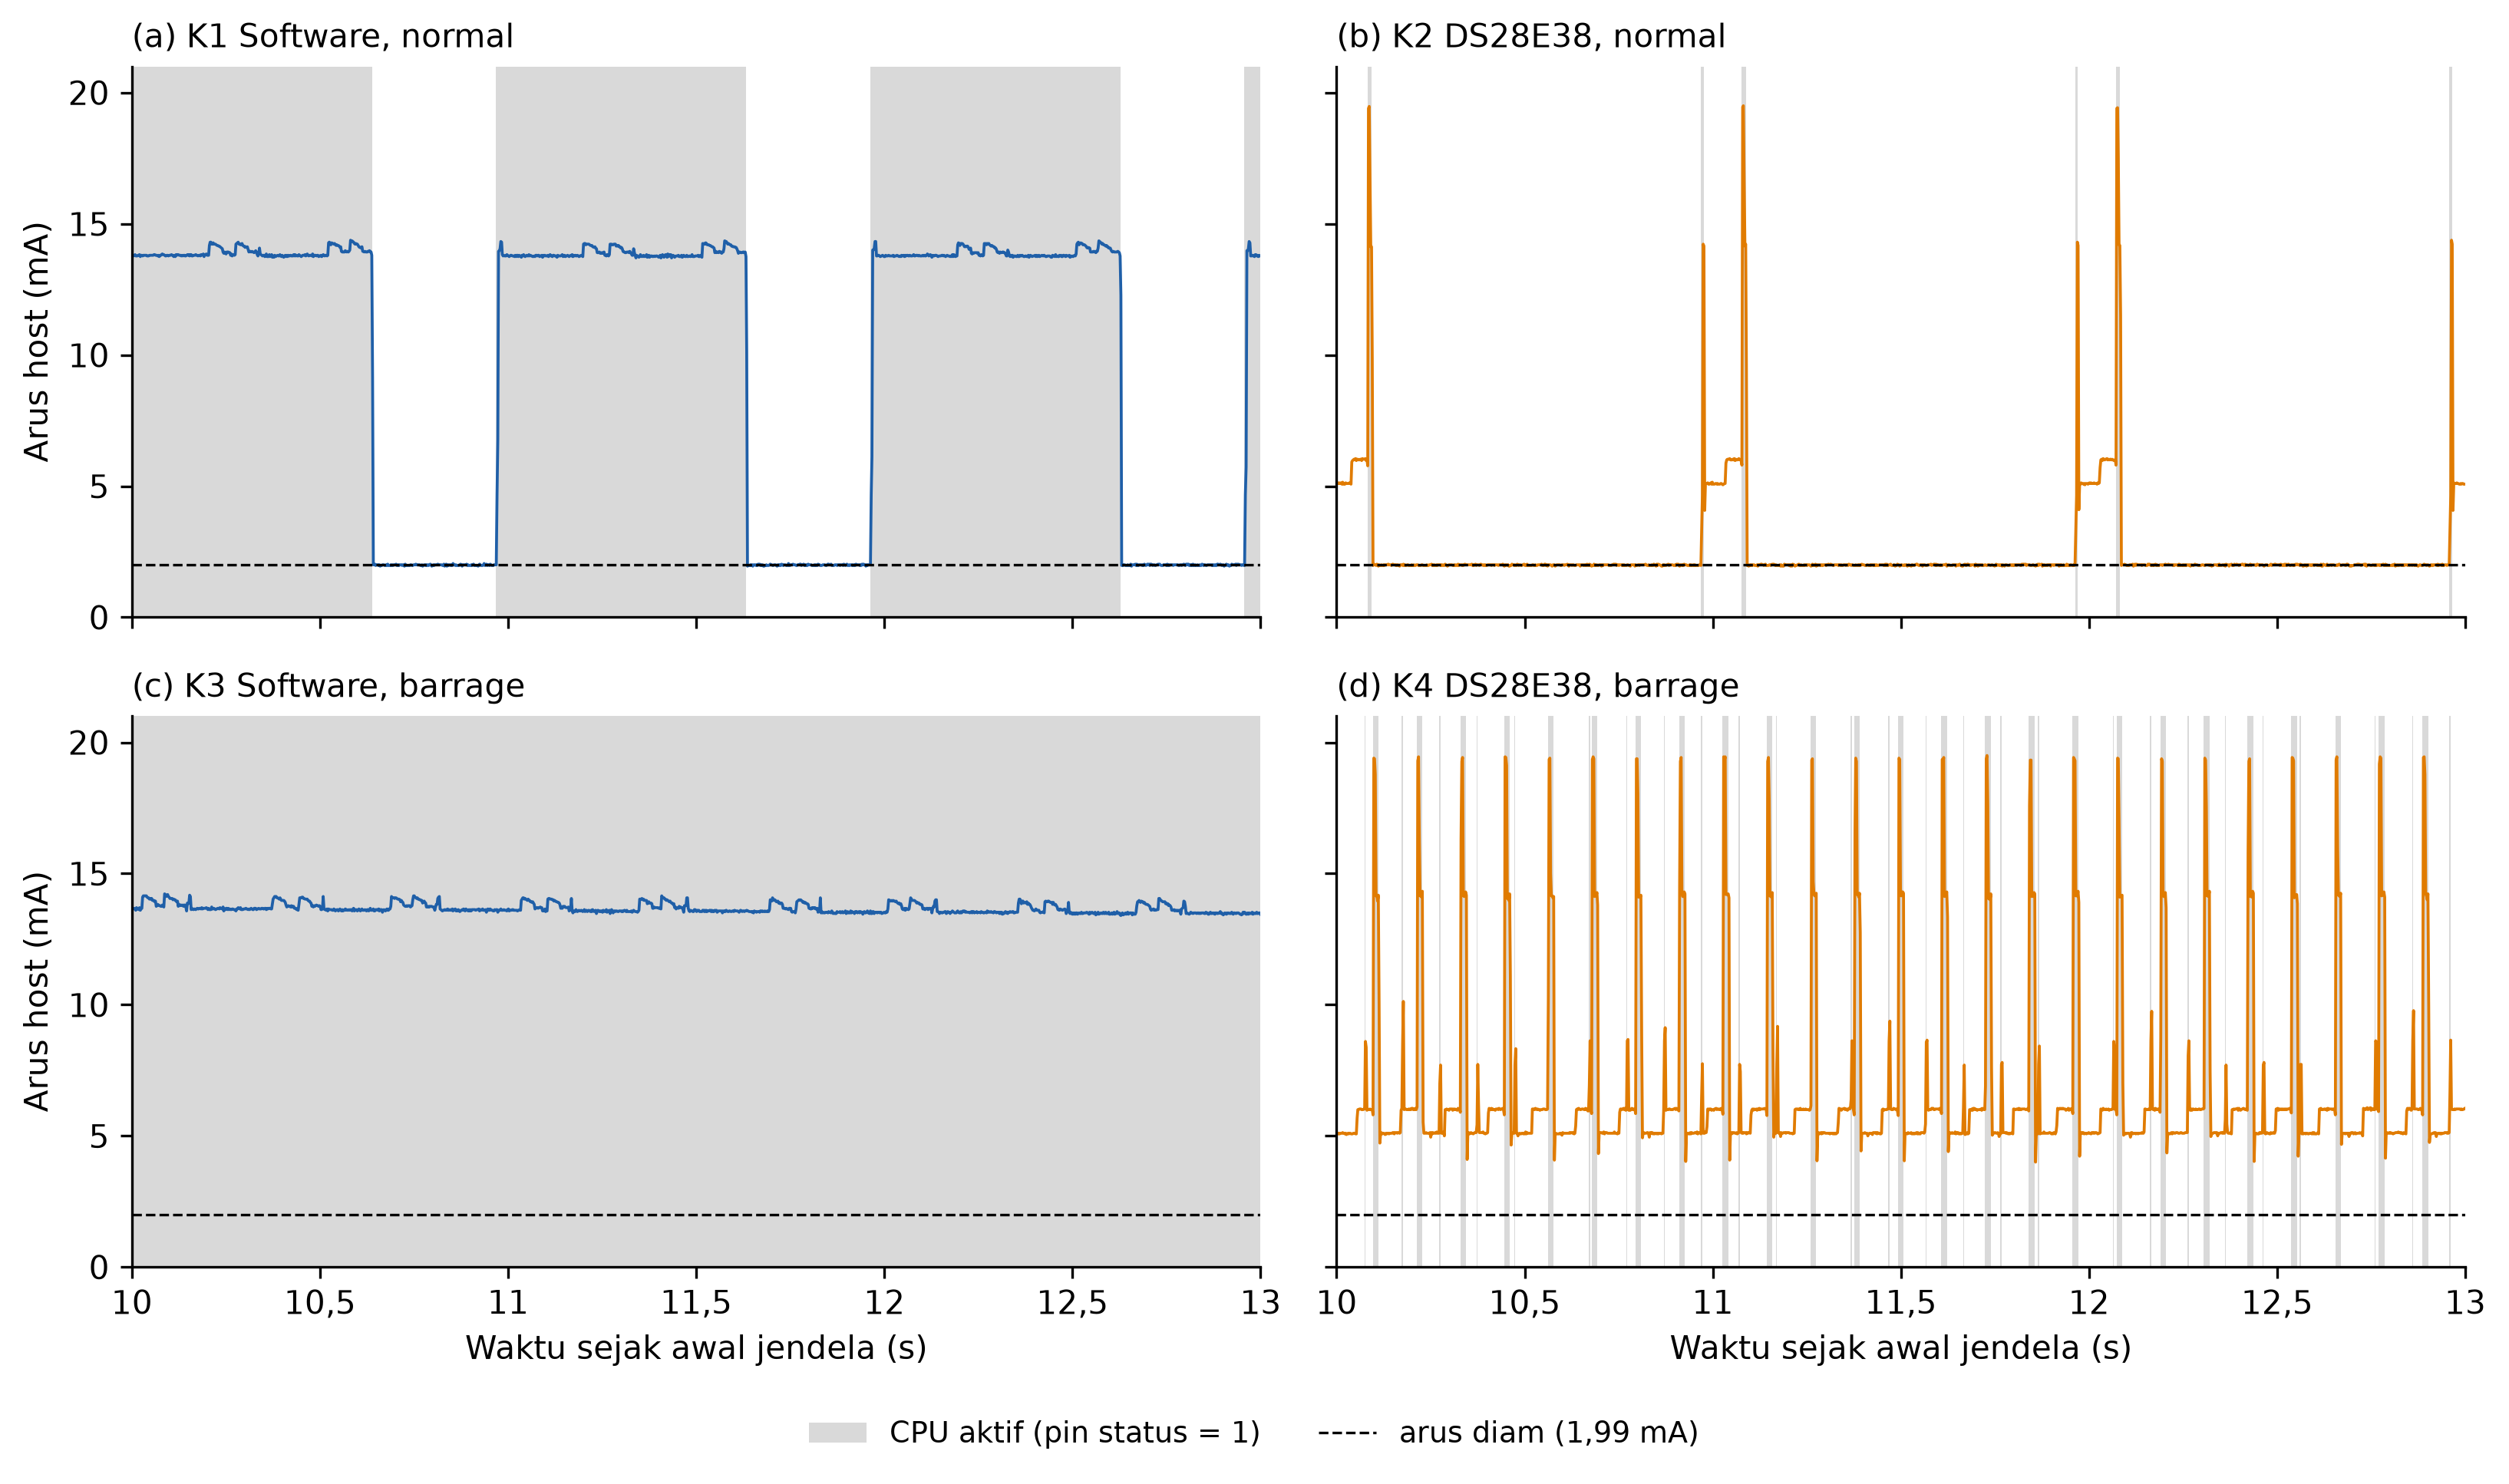 (a) K1 Software, normal
(b) K2 DS28E38, normal
20
15
10
5
0
Arus host (mA)
(c) K3 Software, barrage
(d) K4 DS28E38, barrage
20
15
10
5
0
Arus host (mA)
10 10,5 11 11,5 12 12,5 13
10 10,5 11 11,5 12 12,5 13
Waktu sejak awal jendela (s)
Waktu sejak awal jendela (s)
CPU aktif (pin status = 1)
arus diam (1,99 mA)